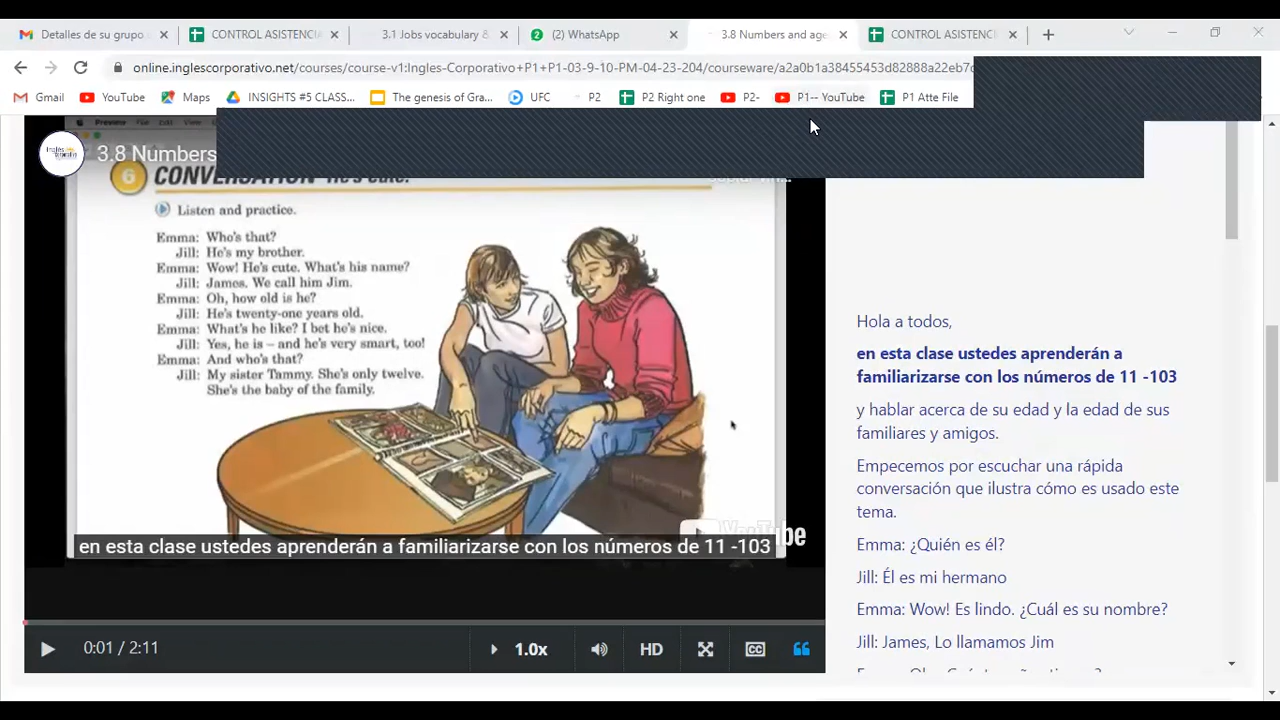 Detalles de su grupo
CONTROL ASISTENCIA
3.1 Jobs vocabulary &
(2) WhatsApp
3.8 Numbers and age
CONTROL ASISTENCI
online.inglescorporativo.net/courses/course-v1:Ingles-Corporativo+P1+P1-03-9-10-PM-04-23-204/courseware/a2a0b1a38455453d82888a22eb7c
Gmail
YouTube
Maps
INSIGHTS #5 CLASS...
The genesis of Gra...
UFC
P2
P2 Right one
P2-
P1-- YouTube
P1 Atte File
3.8 Numbers
6 CONVERSATION He's cute!
Listen and practice.
Emma: Who's that?
Jill: He's my brother.
Emma: Wow! He's cute. What's his name?
Jill: James. We call him Jim.
Emma: Oh, how old is he?
Jill: He's twenty-one years old.
Emma: What's he like? I bet he's nice.
Jill: Yes, he is – and he's very smart, too!
Emma: And who's that?
Jill: My sister Tammy. She's only twelve.
She's the baby of the family.
YouTube
en esta clase ustedes aprenderán a familiarizarse con los números de 11 -103
0:01 / 2:11
1.0x
HD
CC
Hola a todos,
en esta clase ustedes aprenderán a
familiarizarse con los números de 11 -103
y hablar acerca de su edad y la edad de sus
familiares y amigos.
Empecemos por escuchar una rápida
conversación que ilustra cómo es usado este
tema.
Emma: ¿Quién es él?
Jill: Él es mi hermano
Emma: Wow! Es lindo. ¿Cuál es su nombre?
Jill: James, Lo llamamos Jim